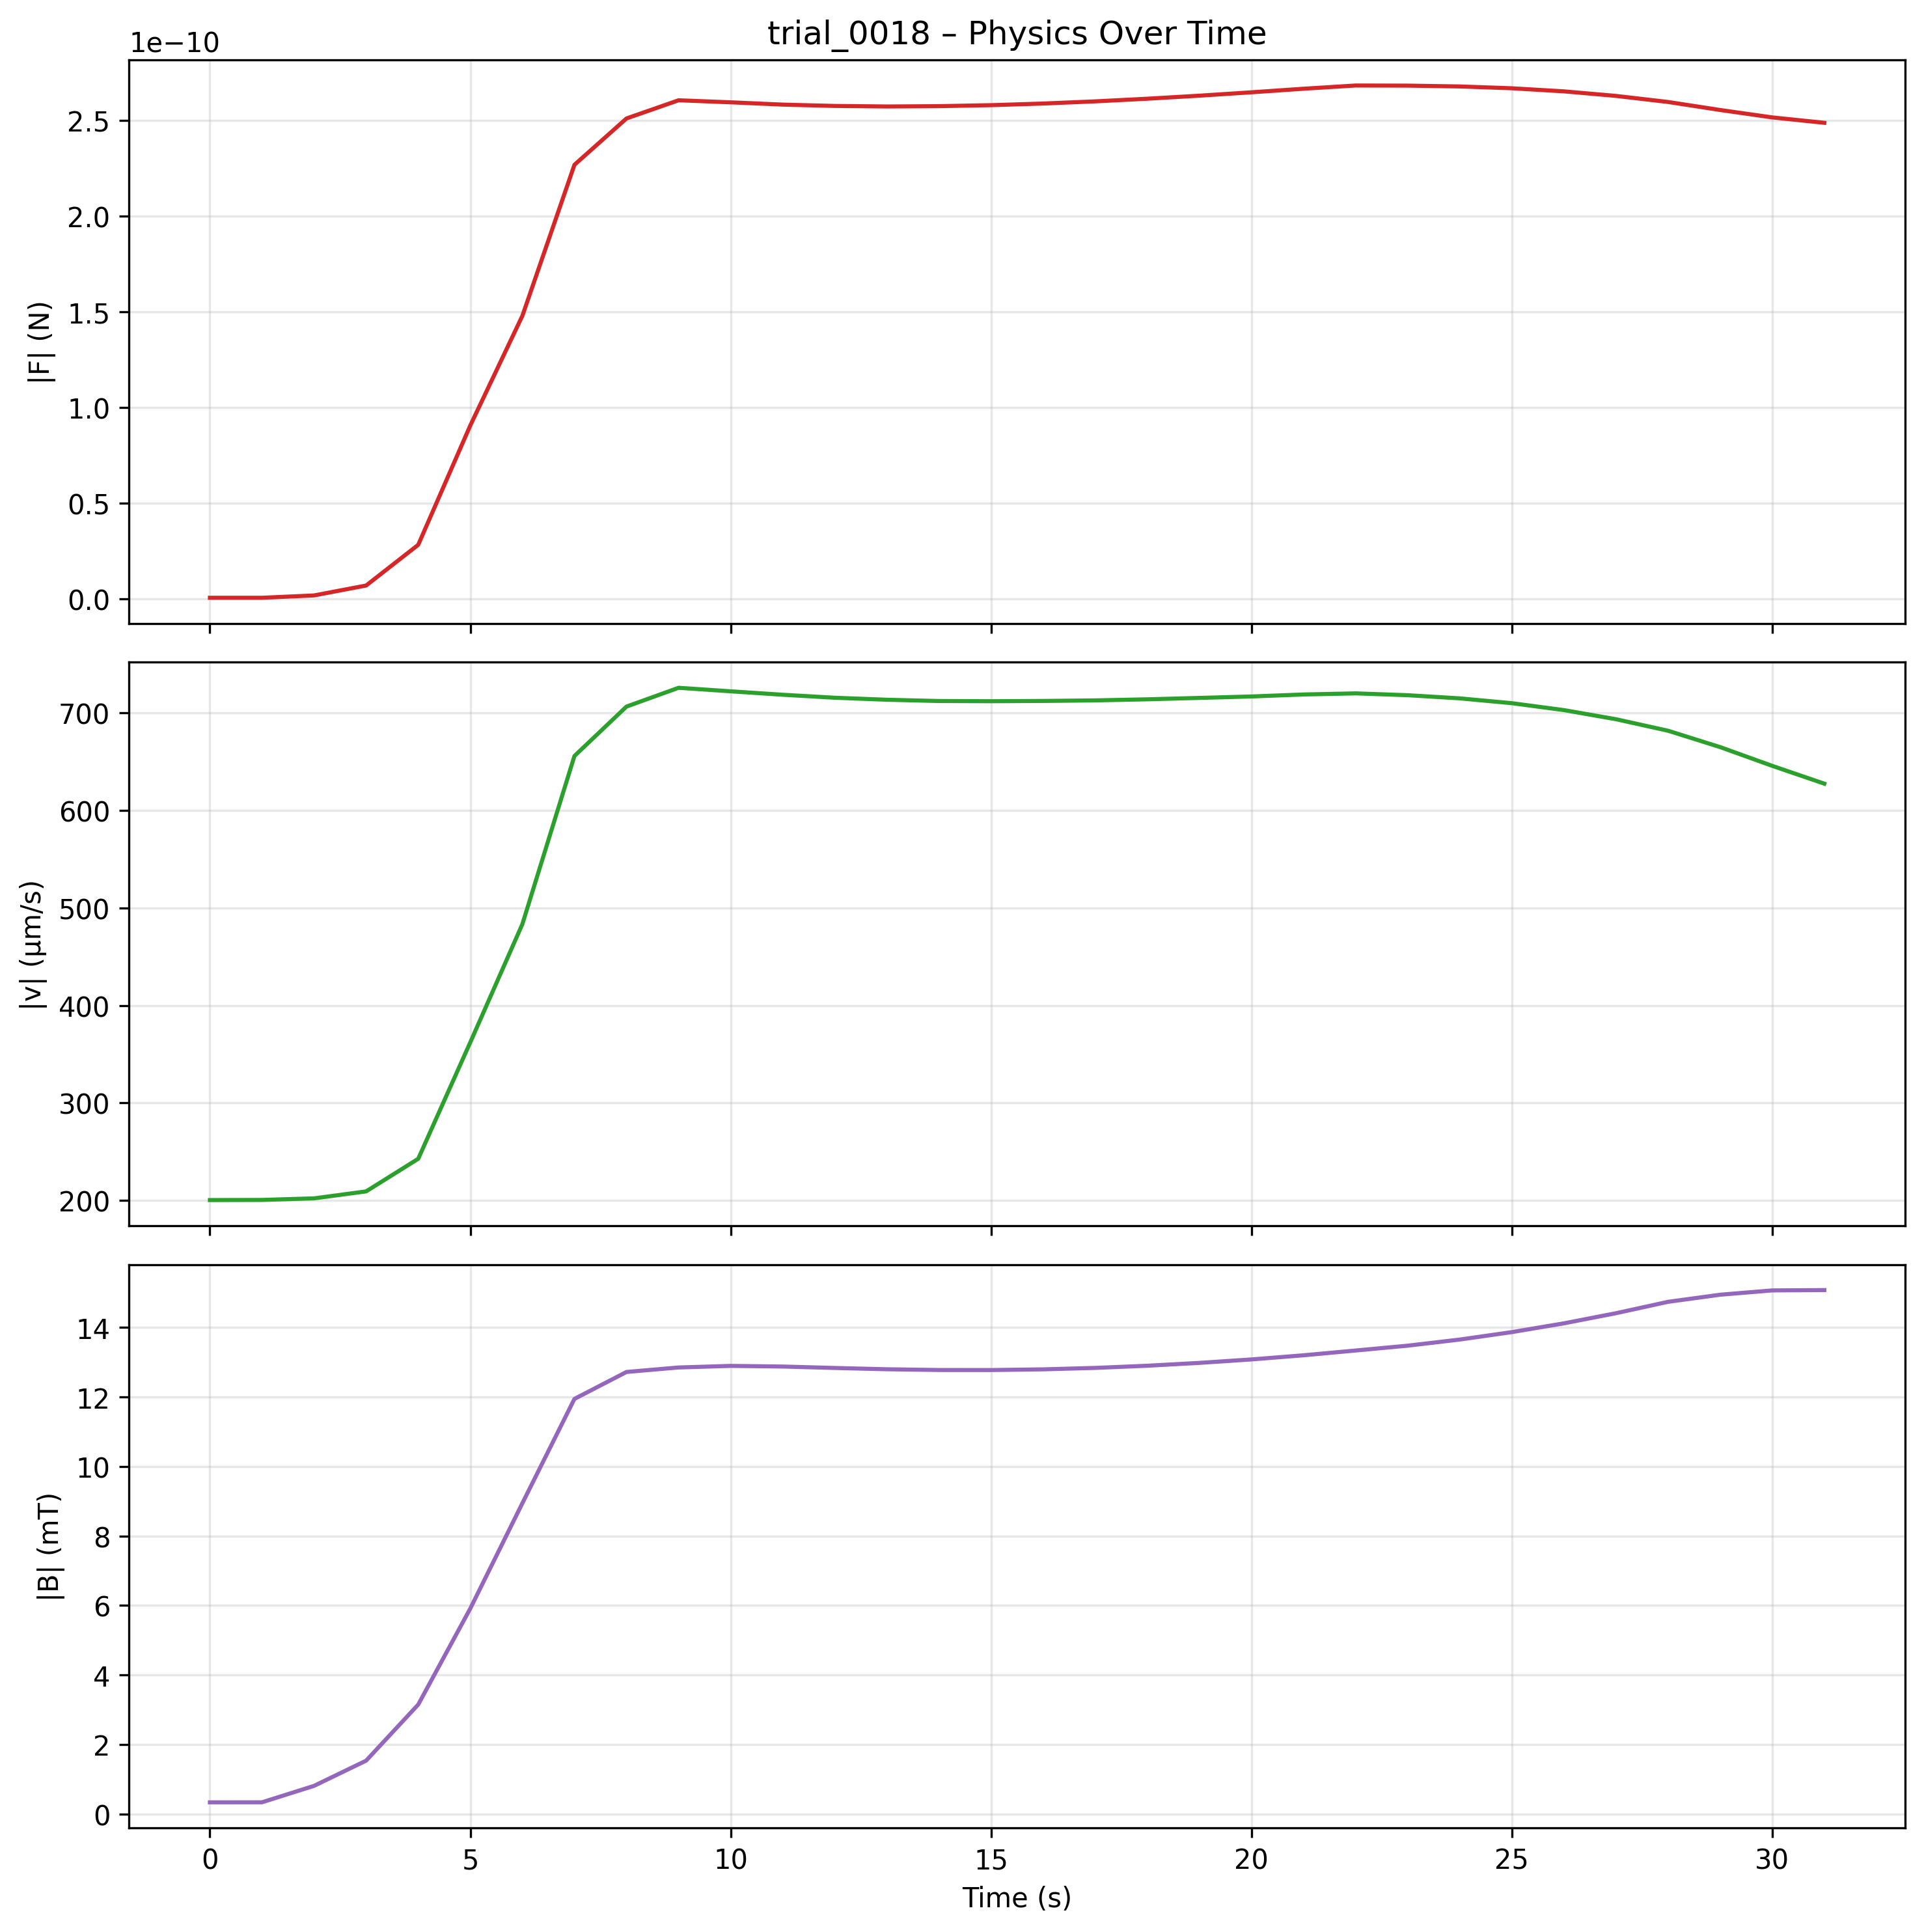 trial_0018 – Physics Over Time
1e−10
2.5
2.0
1.5
1.0
0.5
0.0
|F| (N)
700
600
500
400
300
200
|v| (µm/s)
14
12
10
8
6
4
2
0
|B| (mT)
0 5 10 15 20 25 30
Time (s)